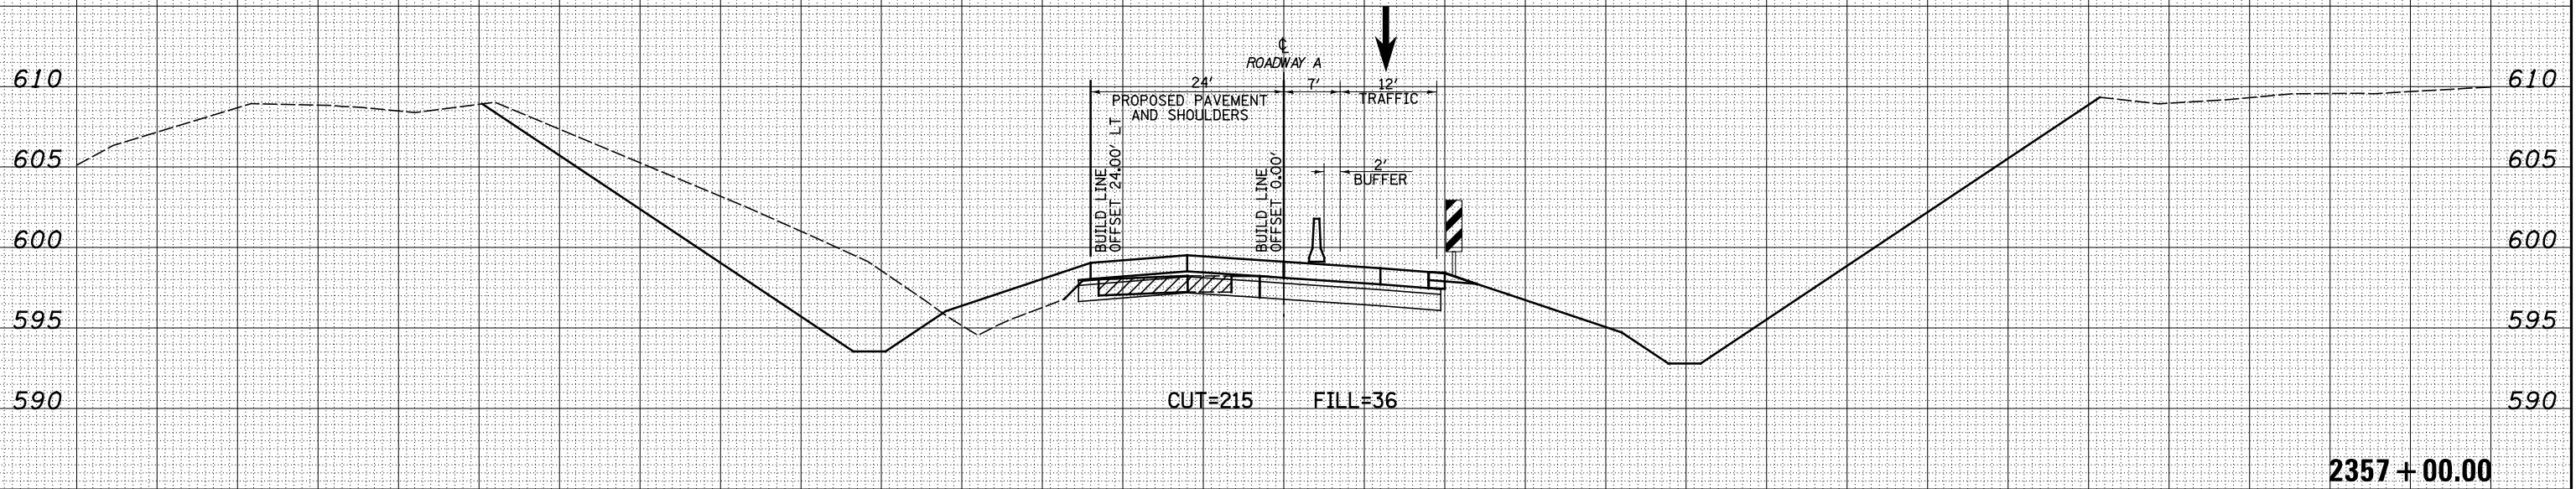 ℄
ROADWAY A
610
24'
7'
12'
610
PROPOSED PAVEMENT
AND SHOULDERS
TRAFFIC
605
BUILD LINE
OFFSET 24.00' LT
BUILD LINE
OFFSET 0.00'
2'
BUFFER
605
600
600
595
595
590
CUT=215
FILL=36
590
2357+00.00